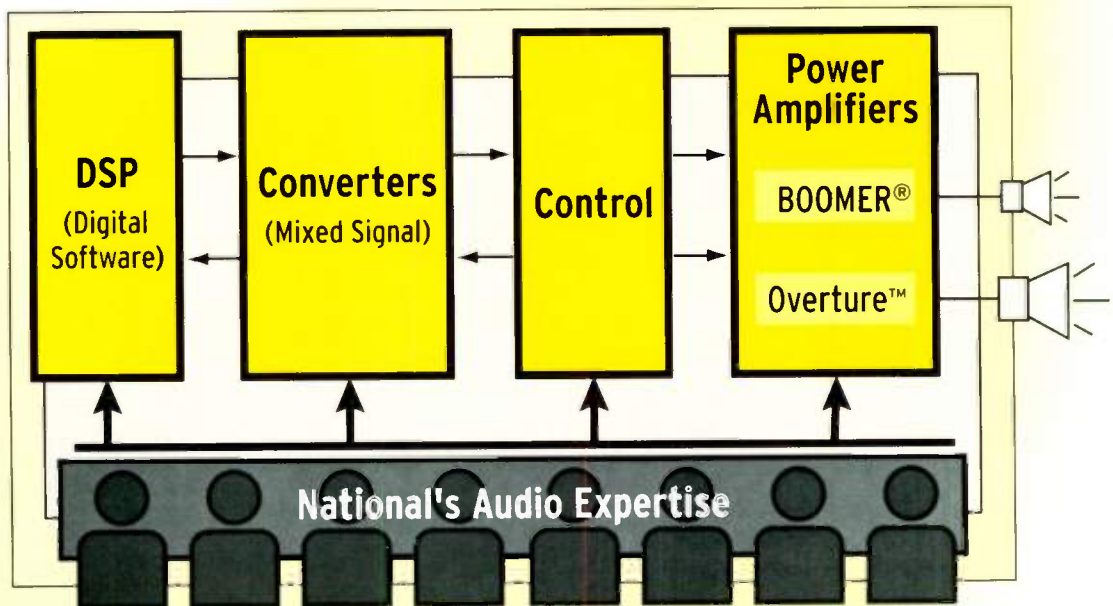 DSP
(Digital
Software)
Converters
(Mixed Signal)
Control
Power
Amplifiers
BOOMER®
Overture™
National's Audio Expertise